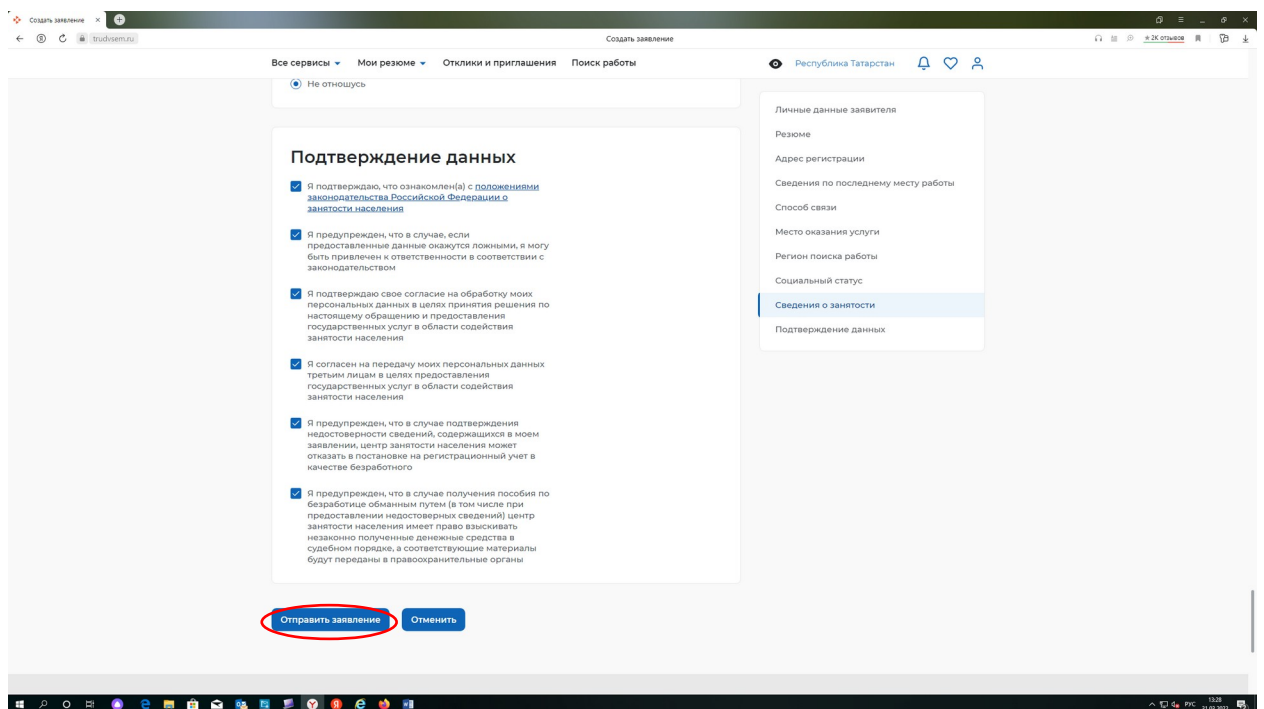 Создать заявление
trudvsem.ru
Создать заявление
★ 2K отзывов
Все сервисы
Мои резюме
Отклики и приглашения
Поиск работы
Республика Татарстан
Не отношусь
Подтверждение данных
Я подтверждаю, что ознакомлен(а) с положениями
законодательства Российской Федерации о
занятости населения
Я предупрежден, что в случае, если
предоставленные данные окажутся ложными, я могу
быть привлечен к ответственности в соответствии с
законодательством
Я подтверждаю свое согласие на обработку моих
персональных данных в целях принятия решения по
настоящему обращению и предоставления
государственных услуг в области содействия
занятости населения
Я согласен на передачу моих персональных данных
третьим лицам в целях предоставления
государственных услуг в области содействия
занятости населения
Я предупрежден, что в случае подтверждения
недостоверности сведений, содержащихся в моем
заявлении, центр занятости населения может
отказать в постановке на регистрационный учет в
качестве безработного
Я предупрежден, что в случае получения пособия по
безработице обманным путем (в том числе при
предоставлении недостоверных сведений) центр
занятости населения имеет право взыскивать
незаконно полученные денежные средства в
судебном порядке, а соответствующие материалы
будут переданы в правоохранительные органы
Отправить заявление
Отменить
Личные данные заявителя
Резюме
Адрес регистрации
Сведения по последнему месту работы
Способ связи
Место оказания услуги
Регион поиска работы
Социальный статус
Сведения о занятости
Подтверждение данных
РУС
13:28